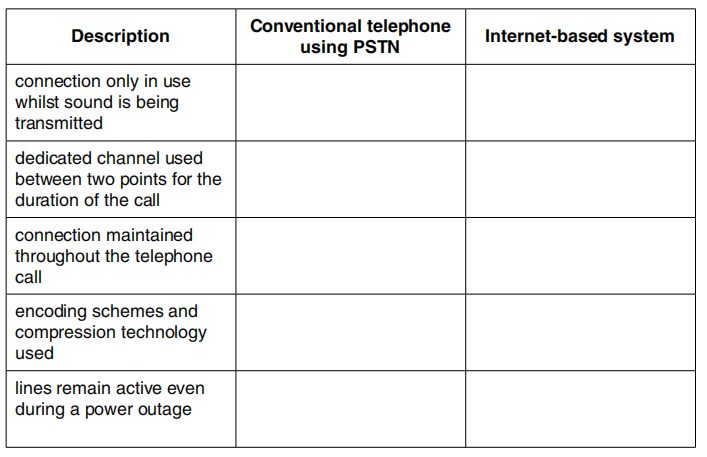 Description
Conventional telephone
using PSTN
Internet-based system
connection only in use
whilst sound is being
transmitted
dedicated channel used
between two points for the
duration of the call
connection maintained
throughout the telephone
call
encoding schemes and
compression technology
used
lines remain active even
during a power outage